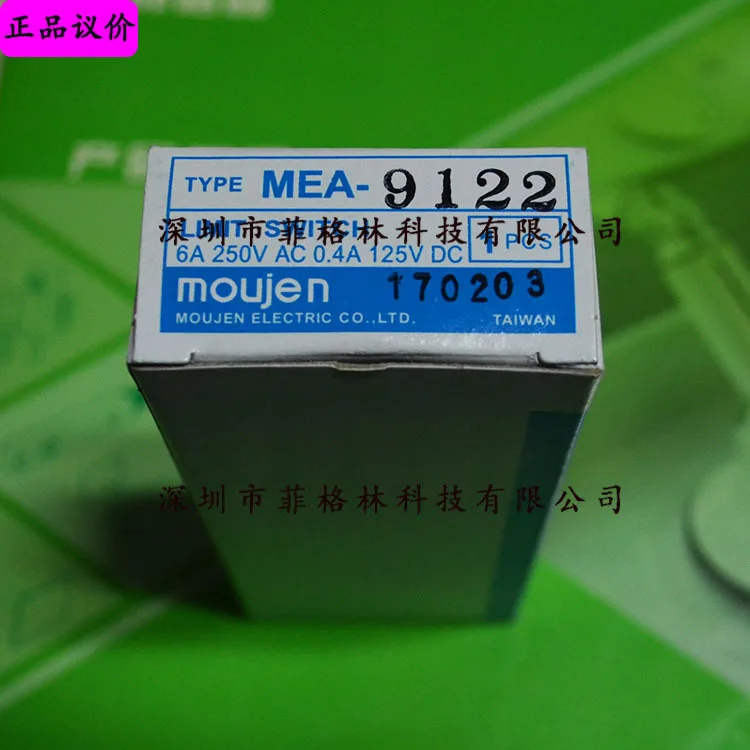 正品议价
TYPE MEA-9122
LIMIT SWITCH
1 PCS
深圳市菲格林科技有限公司
6A 250V AC 0.4A 125V DC
moujen 170203
MOUJEN ELECTRIC CO.,LTD. TAIWAN
深圳市菲格林科技有限公司